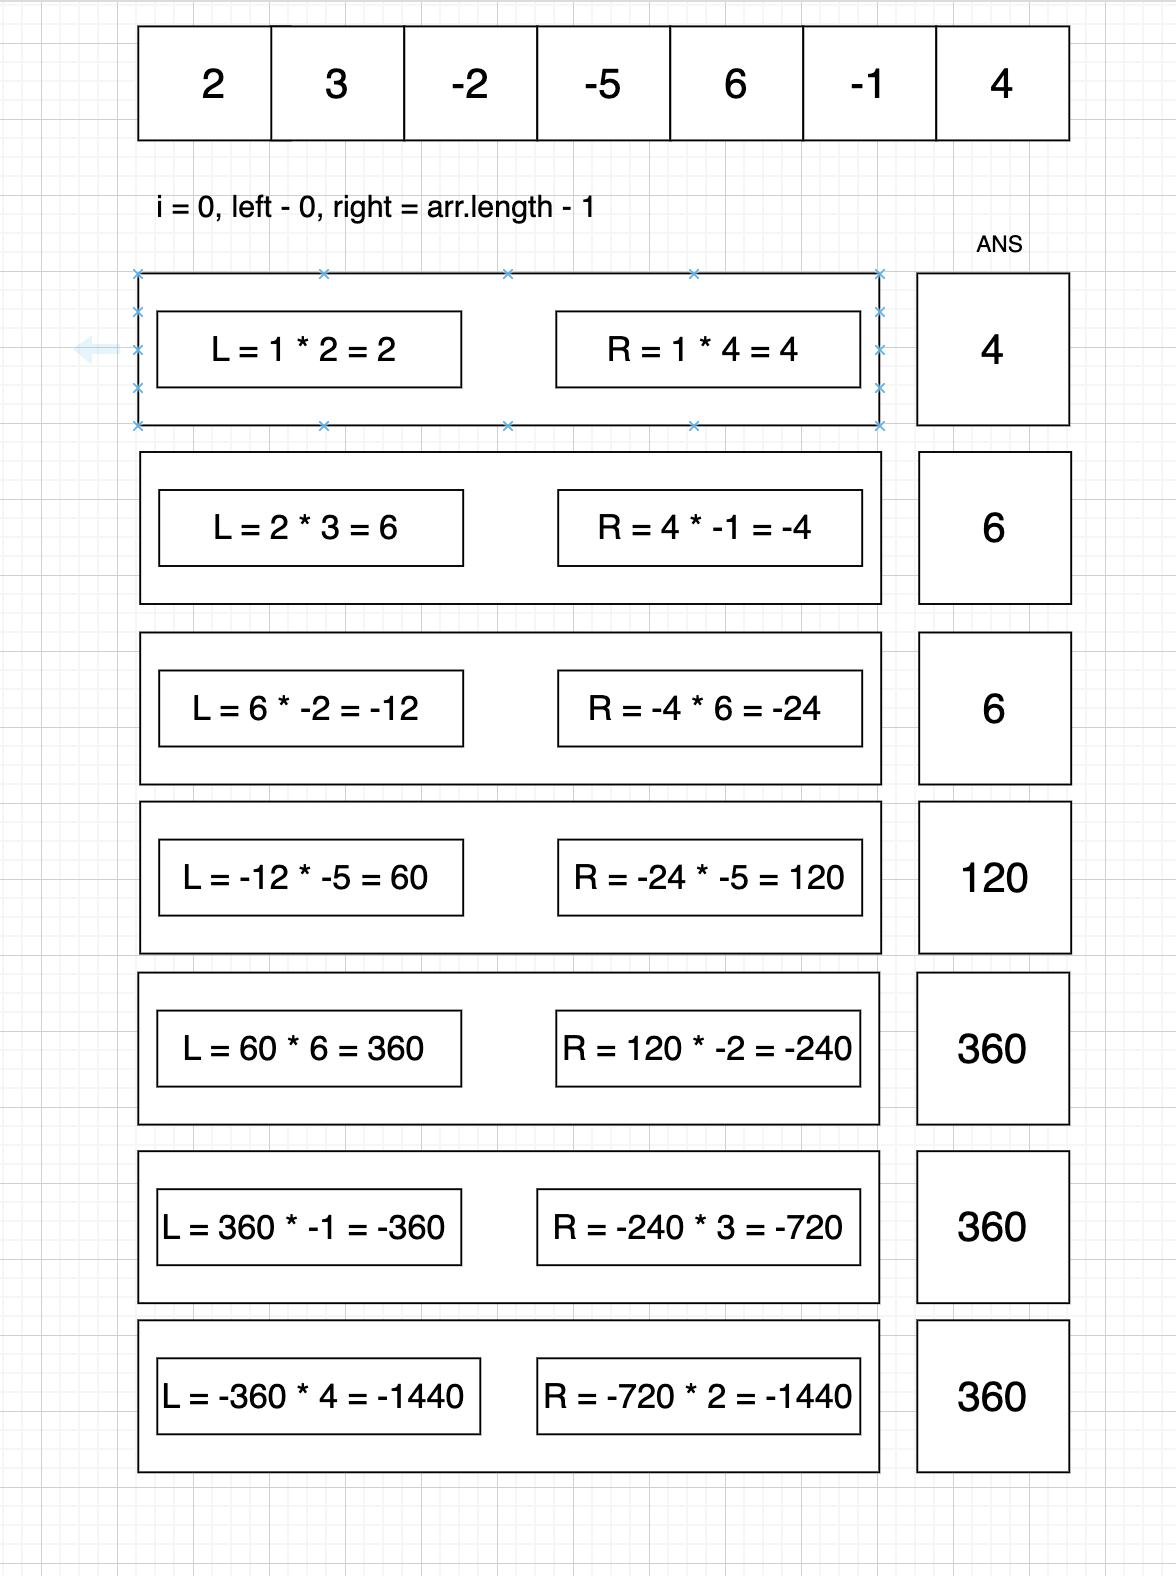 2 3 -2 -5 6 -1 4
i = 0, left - 0, right = arr.length - 1
ANS
L = 1 * 2 = 2 R = 1 * 4 = 4 4
L = 2 * 3 = 6 R = 4 * -1 = -4 6
L = 6 * -2 = -12 R = -4 * 6 = -24 6
L = -12 * -5 = 60 R = -24 * -5 = 120 120
L = 60 * 6 = 360 R = 120 * -2 = -240 360
L = 360 * -1 = -360 R = -240 * 3 = -720 360
L = -360 * 4 = -1440 R = -720 * 2 = -1440 360